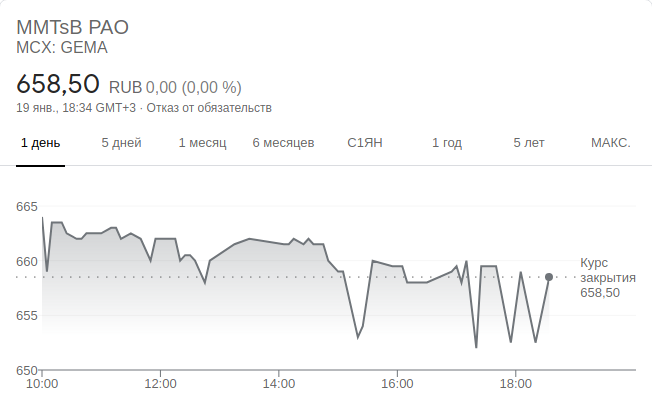 MMTsB PAO
MCX: GEMA
658,50 RUB 0,00 (0,00 %)
19 янв., 18:34 GMT+3 · Отказ от обязательств
1 день 5 дней 1 месяц 6 месяцев С1ЯН 1 год 5 лет МАКС.
665
660
655
650
Курс
закрытия
658,50
10:00 12:00 14:00 16:00 18:00